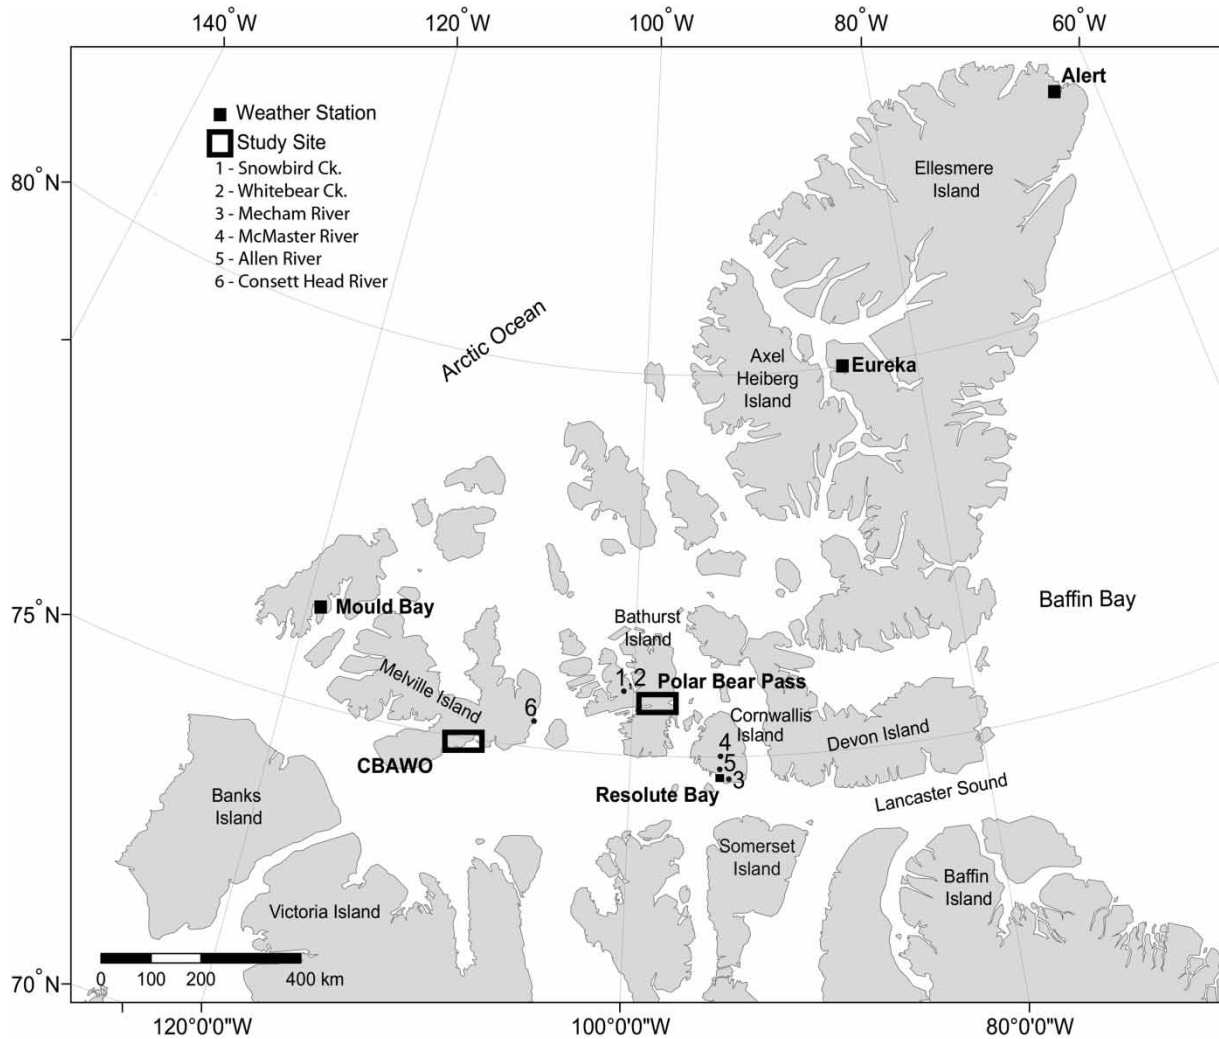 140°W 120°W 100°W 80°W 60°W
Alert
Weather Station
Study Site
1 - Snowbird Ck.
2 - Whitebear Ck.
3 - Mecham River
4 - McMaster River
5 - Allen River
6 - Consett Head River
Ellesmere
Island
80°N
Arctic Ocean
Axel
Heiberg
Island
Eureka
75°N
Mould Bay
Baffin Bay
Bathurst
Island
Melville Island
1,2
Polar Bear Pass
6
Cornwallis
Island
Devon Island
4
5
3
CBAWO
Resolute Bay
Lancaster Sound
Banks
Island
Somerset
Island
Baffin
Island
Victoria Island
0 100 200 400 km
70°N
120°0'0"W 100°0'0"W 80°0'0"W